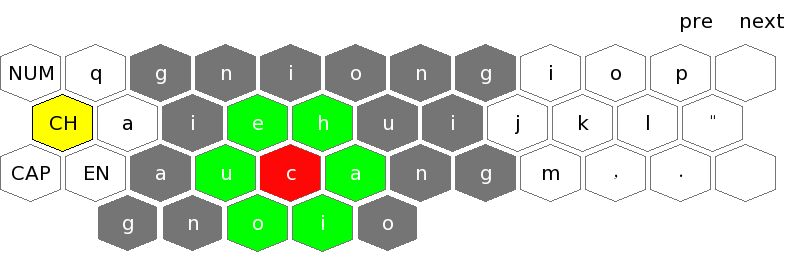 pre next
NUM q g n i o n g i o p
CH a i e h u i j k l "
CAP EN a u c a n g m , .
g n o i o